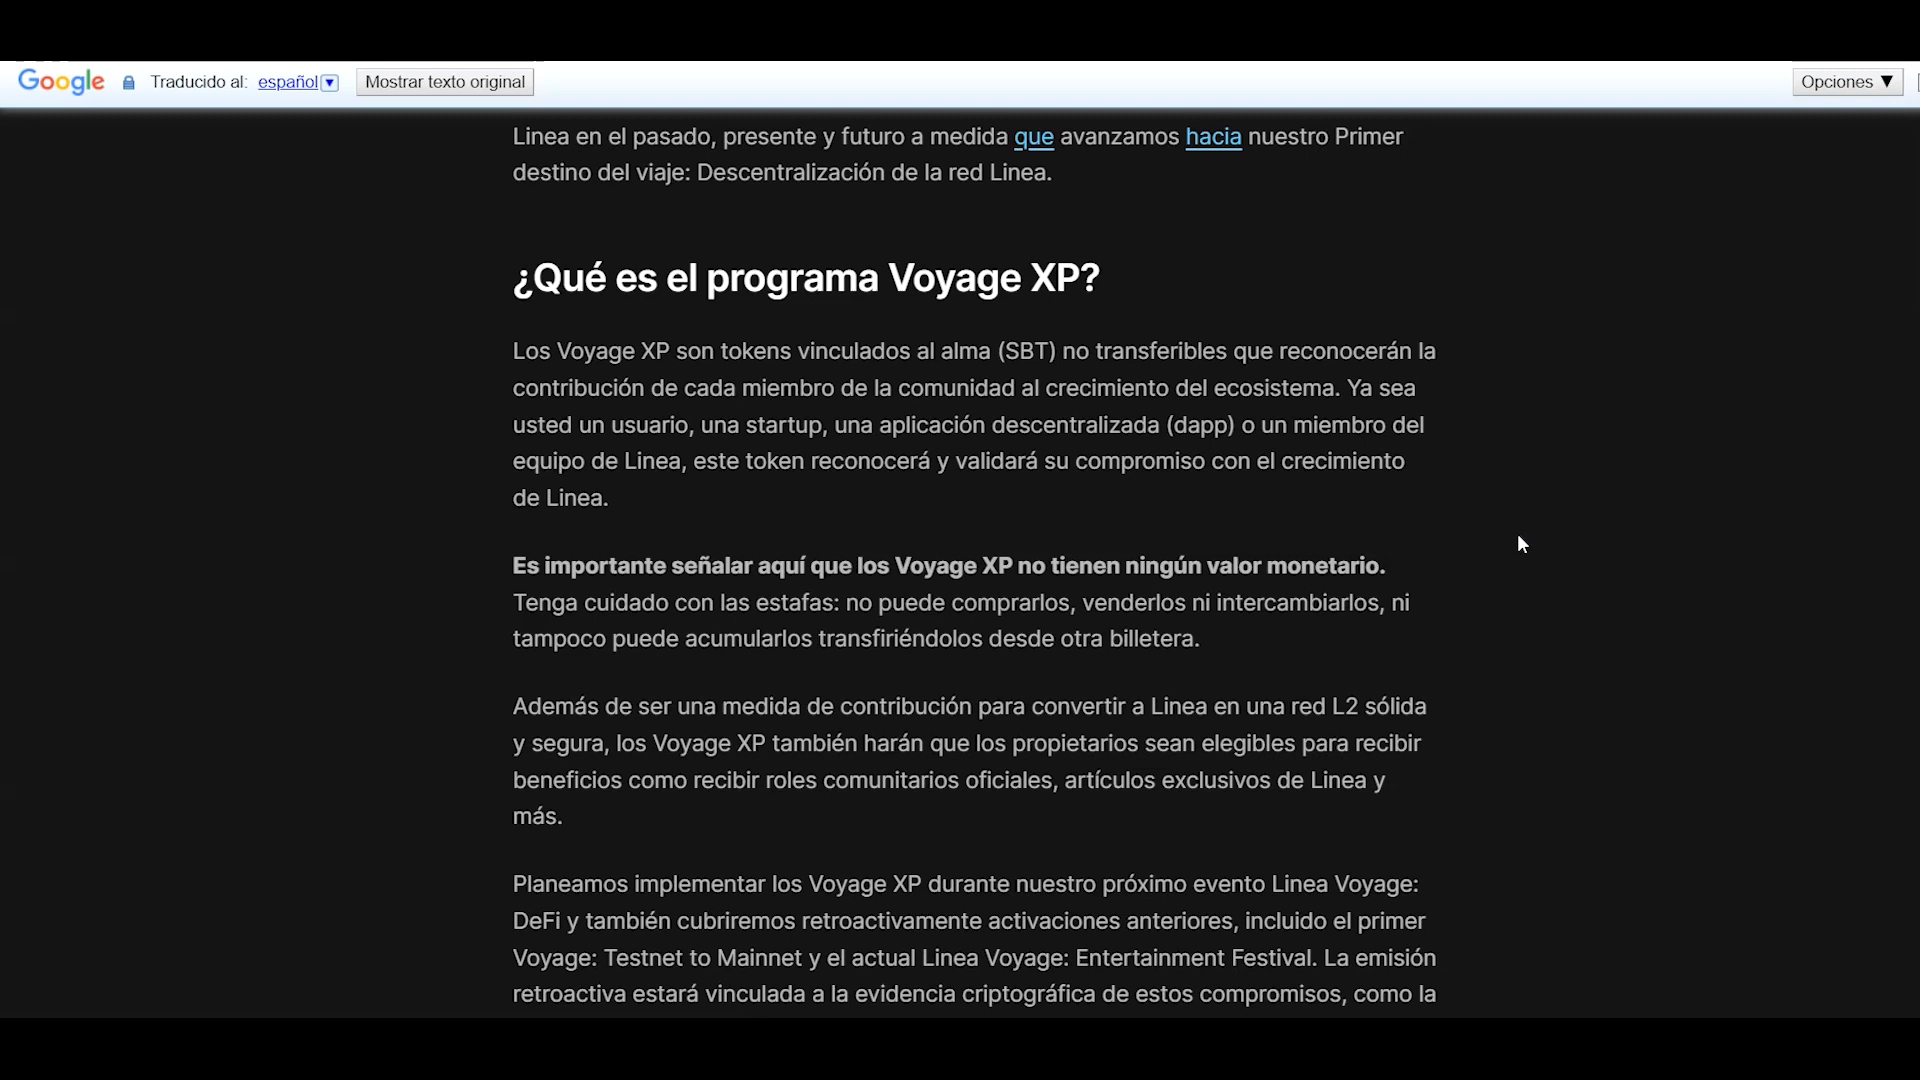 Google Traducido al: español▼ Mostrar texto original Opciones ▼
Linea en el pasado, presente y futuro a medida que avanzamos hacia nuestro Primer
destino del viaje: Descentralización de la red Linea.
¿Qué es el programa Voyage XP?
Los Voyage XP son tokens vinculados al alma (SBT) no transferibles que reconocerán la
contribución de cada miembro de la comunidad al crecimiento del ecosistema. Ya sea
usted un usuario, una startup, una aplicación descentralizada (dapp) o un miembro del
equipo de Linea, este token reconocerá y validará su compromiso con el crecimiento
de Linea.
Es importante señalar aquí que los Voyage XP no tienen ningún valor monetario.
Tenga cuidado con las estafas: no puede comprarlos, venderlos ni intercambiarlos, ni
tampoco puede acumularlos transfiriéndolos desde otra billetera.
Además de ser una medida de contribución para convertir a Linea en una red L2 sólida
y segura, los Voyage XP también harán que los propietarios sean elegibles para recibir
beneficios como recibir roles comunitarios oficiales, artículos exclusivos de Linea y
más.
Planeamos implementar los Voyage XP durante nuestro próximo evento Linea Voyage:
DeFi y también cubriremos retroactivamente activaciones anteriores, incluido el primer
Voyage: Testnet to Mainnet y el actual Linea Voyage: Entertainment Festival. La emisión
retroactiva estará vinculada a la evidencia criptográfica de estos compromisos, como la